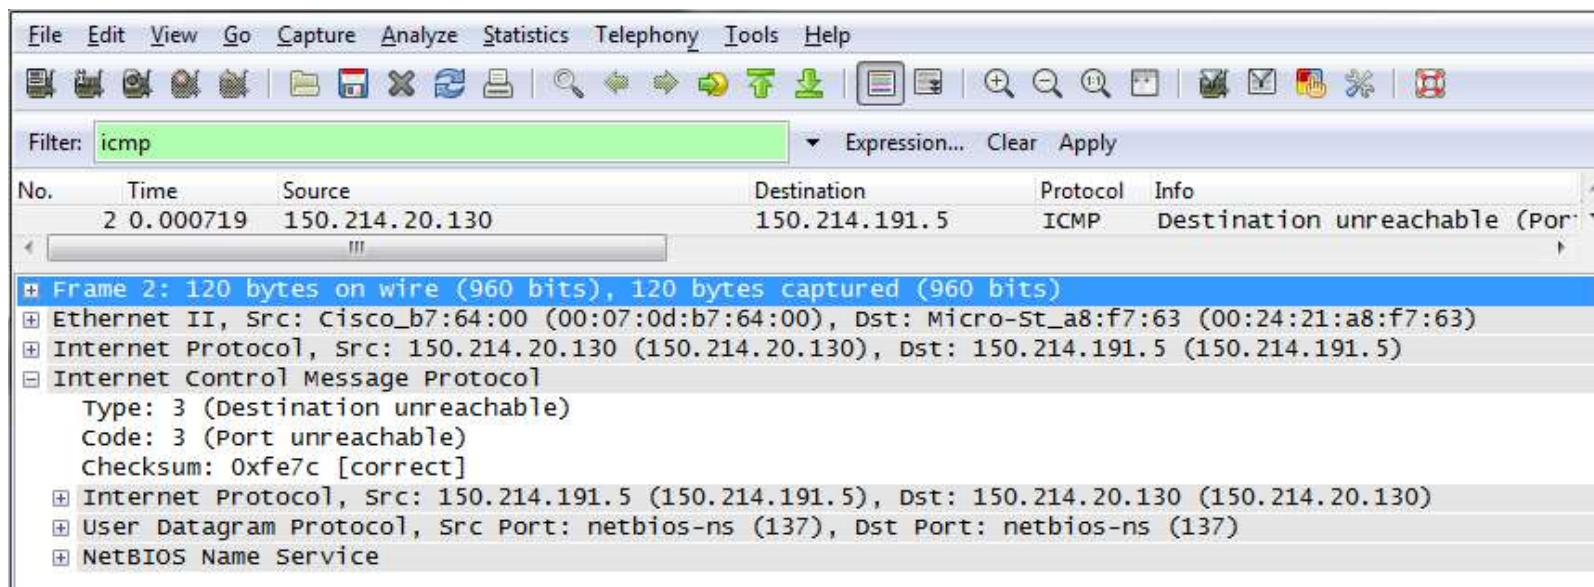 File Edit View Go Capture Analyze Statistics Telephony Tools Help
Filter: icmp Expression... Clear Apply
No. Time Source Destination Protocol Info
2 0.000719 150.214.20.130 150.214.191.5 ICMP Destination unreachable (Por
Frame 2: 120 bytes on wire (960 bits), 120 bytes captured (960 bits)
Ethernet II, Src: Cisco_b7:64:00 (00:07:0d:b7:64:00), Dst: Micro-St_a8:f7:63 (00:24:21:a8:f7:63)
Internet Protocol, Src: 150.214.20.130 (150.214.20.130), Dst: 150.214.191.5 (150.214.191.5)
Internet Control Message Protocol
Type: 3 (Destination unreachable)
Code: 3 (Port unreachable)
Checksum: 0xfe7c [correct]
Internet Protocol, Src: 150.214.191.5 (150.214.191.5), Dst: 150.214.20.130 (150.214.20.130)
User Datagram Protocol, Src Port: netbios-ns (137), Dst Port: netbios-ns (137)
NetBIOS Name Service